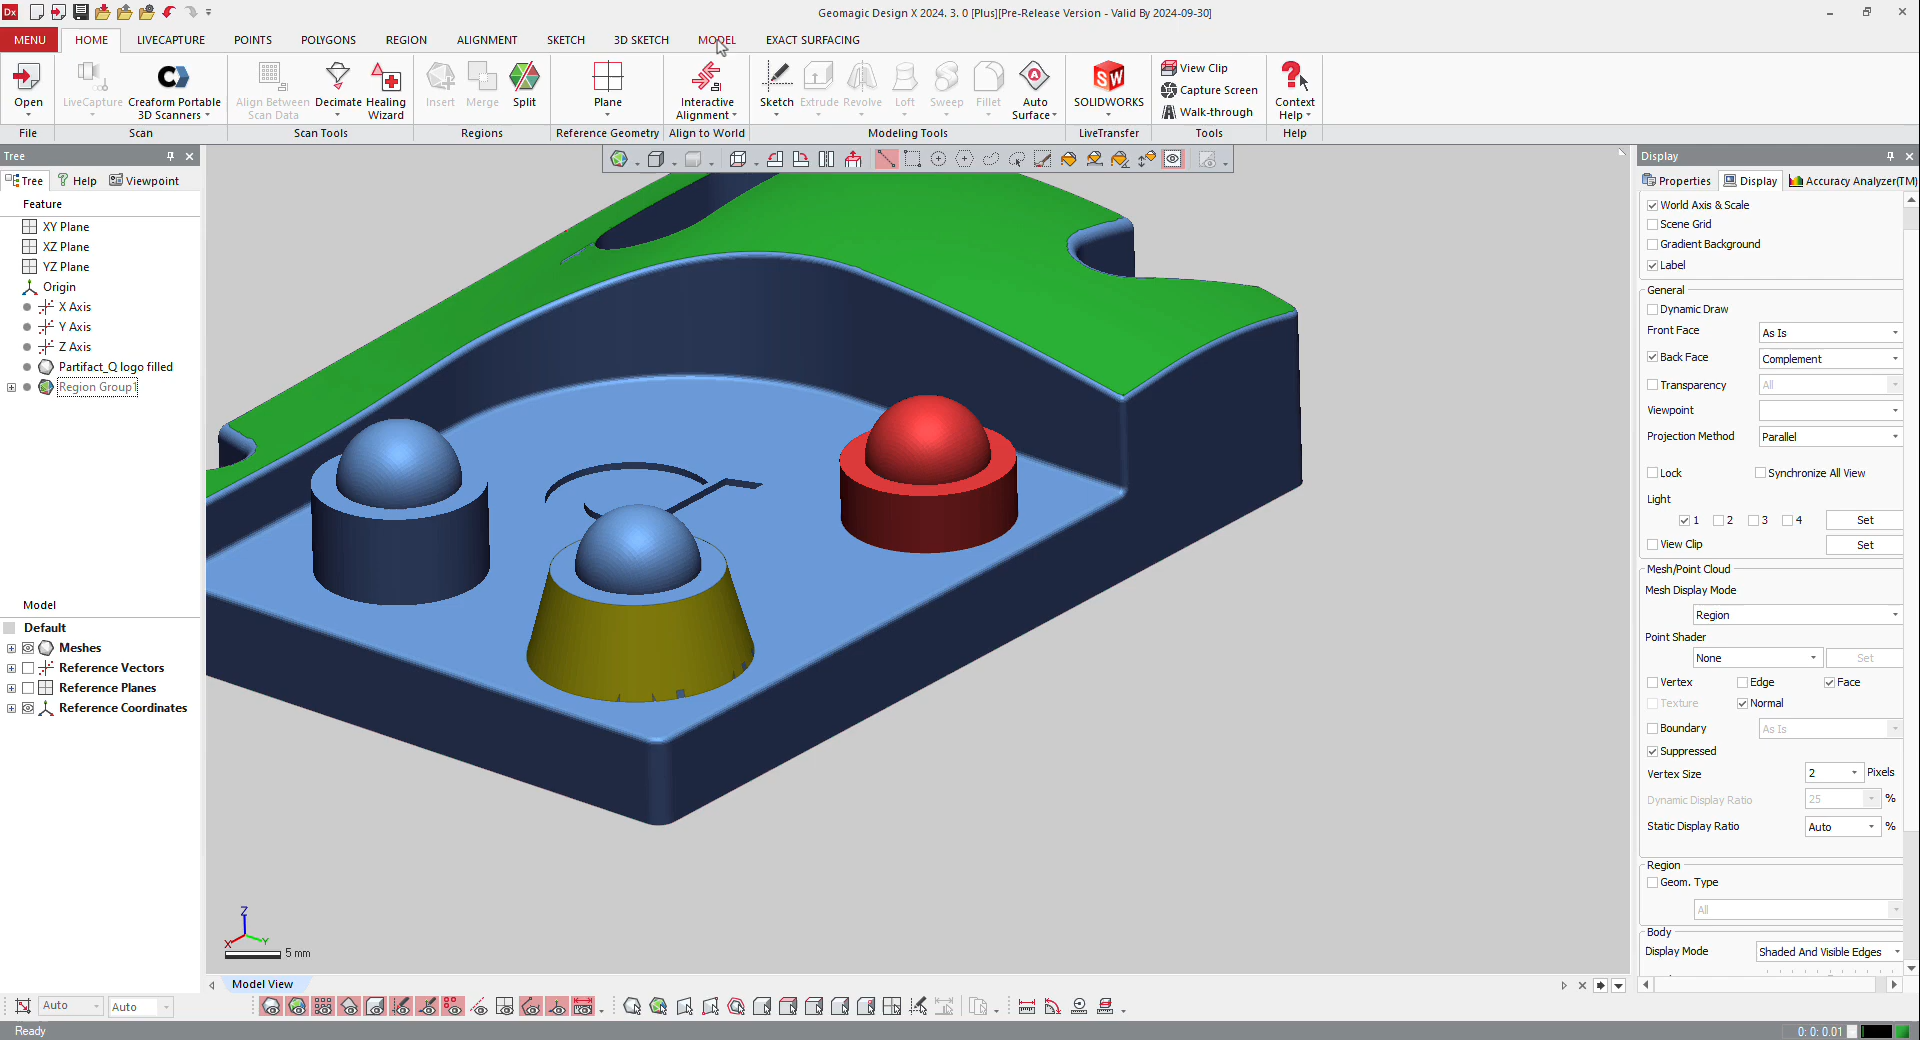 Dx
Geomagic Design X 2024. 3. 0 [Plus][Pre-Release Version - Valid By 2024-09-30]
MENU HOME LIVECAPTURE POINTS POLYGONS REGION ALIGNMENT SKETCH 3D SKETCH MODEL EXACT SURFACING
Open
LiveCapture
Creaform Portable
3D Scanners
Align Between
Scan Data
Decimate
Healing
Wizard
Insert
Merge
Split
Plane
Interactive
Alignment
Sketch
Extrude
Revolve
Loft
Sweep
Fillet
Auto
Surface
SW
SOLIDWORKS
View Clip
Capture Screen
Walk-through
Context
Help
File Scan Scan Tools Regions Reference Geometry Align to World Modeling Tools LiveTransfer Tools Help
Tree
Tree Help Viewpoint
Feature
XY Plane
XZ Plane
YZ Plane
Origin
X Axis
Y Axis
Z Axis
Partifact_Q logo filled
Region Group1
Model
Default
Meshes
Reference Vectors
Reference Planes
Reference Coordinates
Z
X
Y
5 mm
Model View
Display
Properties Display Accuracy Analyzer(TM)
World Axis & Scale
Scene Grid
Gradient Background
Label
General
Dynamic Draw
Front Face As Is
Back Face Complement
Transparency All
Viewpoint
Projection Method Parallel
Lock Synchronize All View
Light
1 2 3 4 Set
View Clip Set
Mesh/Point Cloud
Mesh Display Mode
Region
Point Shader
None Set
Vertex Edge Face
Texture Normal
Boundary As Is
Suppressed
Vertex Size 2 Pixels
Dynamic Display Ratio 25 %
Static Display Ratio Auto %
Region
Geom. Type
All
Body
Display Mode Shaded And Visible Edges
Auto Auto
Ready
0: 0: 0.01